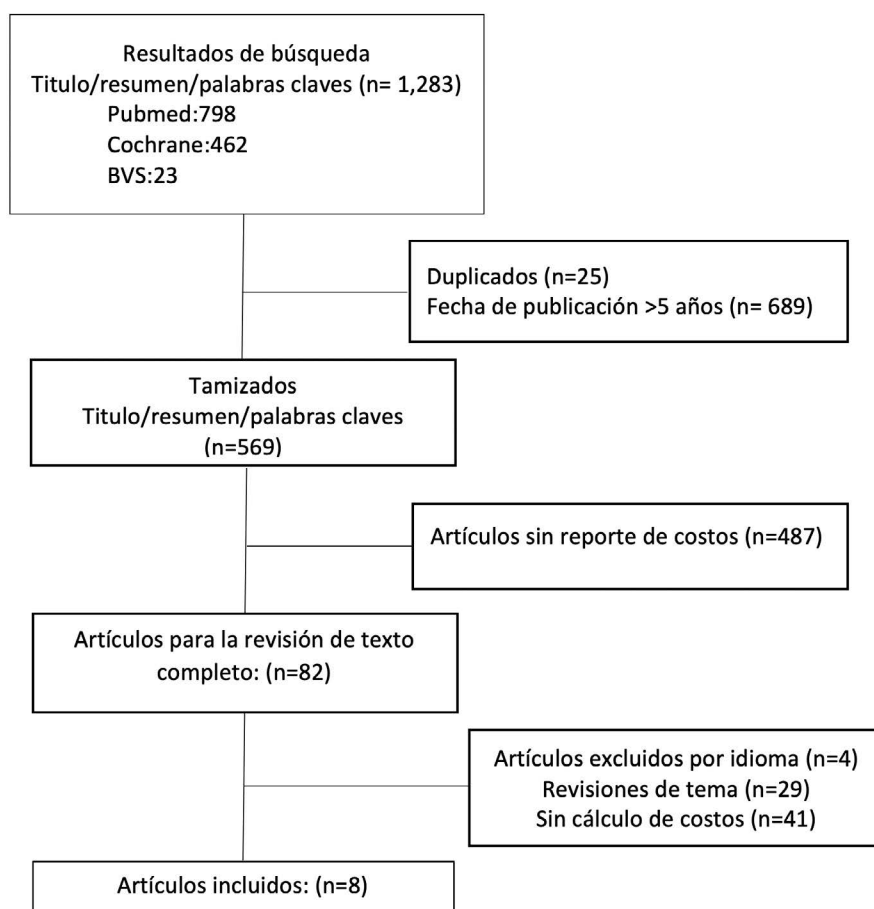 Resultados de búsqueda
Titulo/resumen/palabras claves (n= 1,283)
Pubmed:798
Cochrane:462
BVS:23
Duplicados (n=25)
Fecha de publicación >5 años (n= 689)
Tamizados
Titulo/resumen/palabras claves
(n=569)
Artículos sin reporte de costos (n=487)
Artículos para la revisión de texto
completo: (n=82)
Artículos excluidos por idioma (n=4)
Revisiones de tema (n=29)
Sin cálculo de costos (n=41)
Artículos incluidos: (n=8)